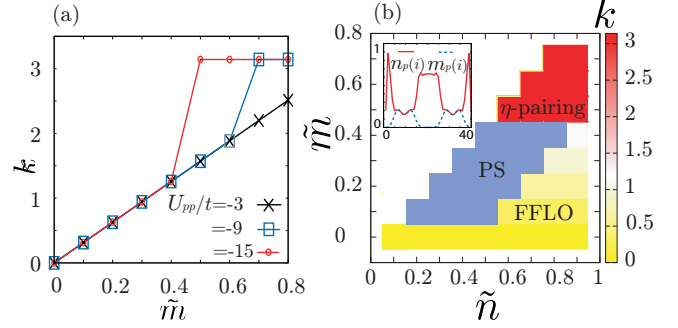 (a)
3
2
1
0
k
0
0.2
0.4
0.6
0.8
m̃
U_pp/t=-3
=-9
=-15
(b)
k
0.8
0.6
0.4
0.2
0
m̃
1
0
0
40
n_p(i)
m_p(i)
η-pairing
PS
FFLO
0
0.2
0.4
0.6
0.8
1
ñ
3
2.5
2
1.5
1
0.5
0